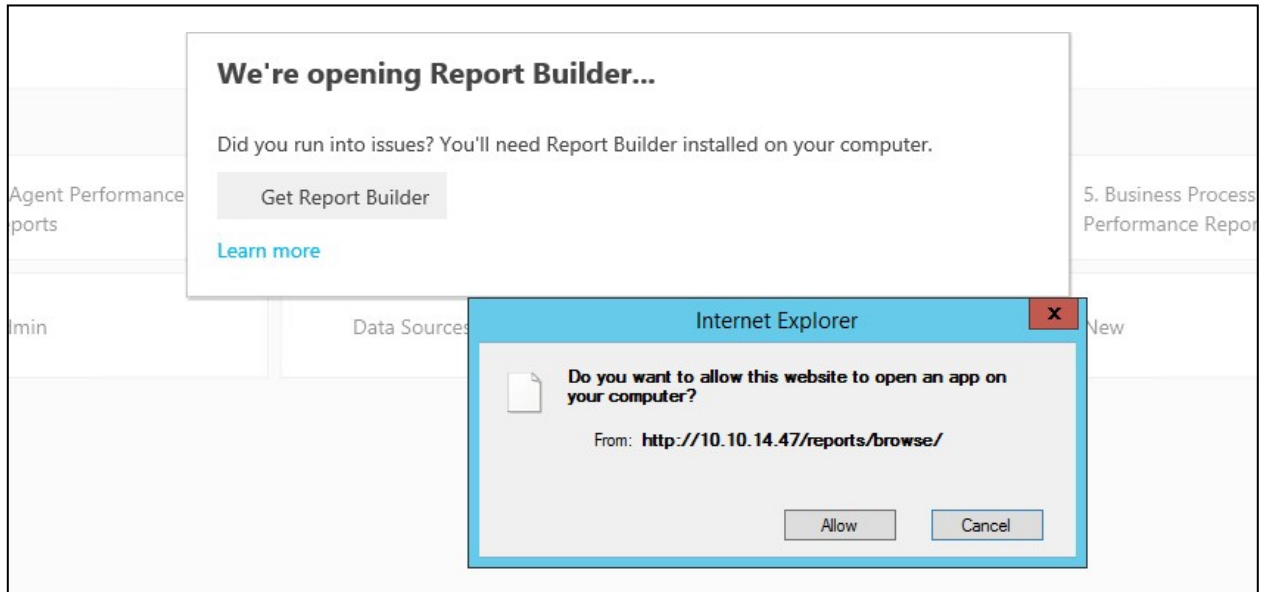 We're opening Report Builder...
Did you run into issues? You'll need Report Builder installed on your computer.
Get Report Builder
Learn more
Agent Performance
ports
5. Business Process
Performance Repor
lmin
Data Sources
New
Internet Explorer
x
Do you want to allow this website to open an app on
your computer?
From: http://10.10.14.47/reports/browse/
Allow
Cancel